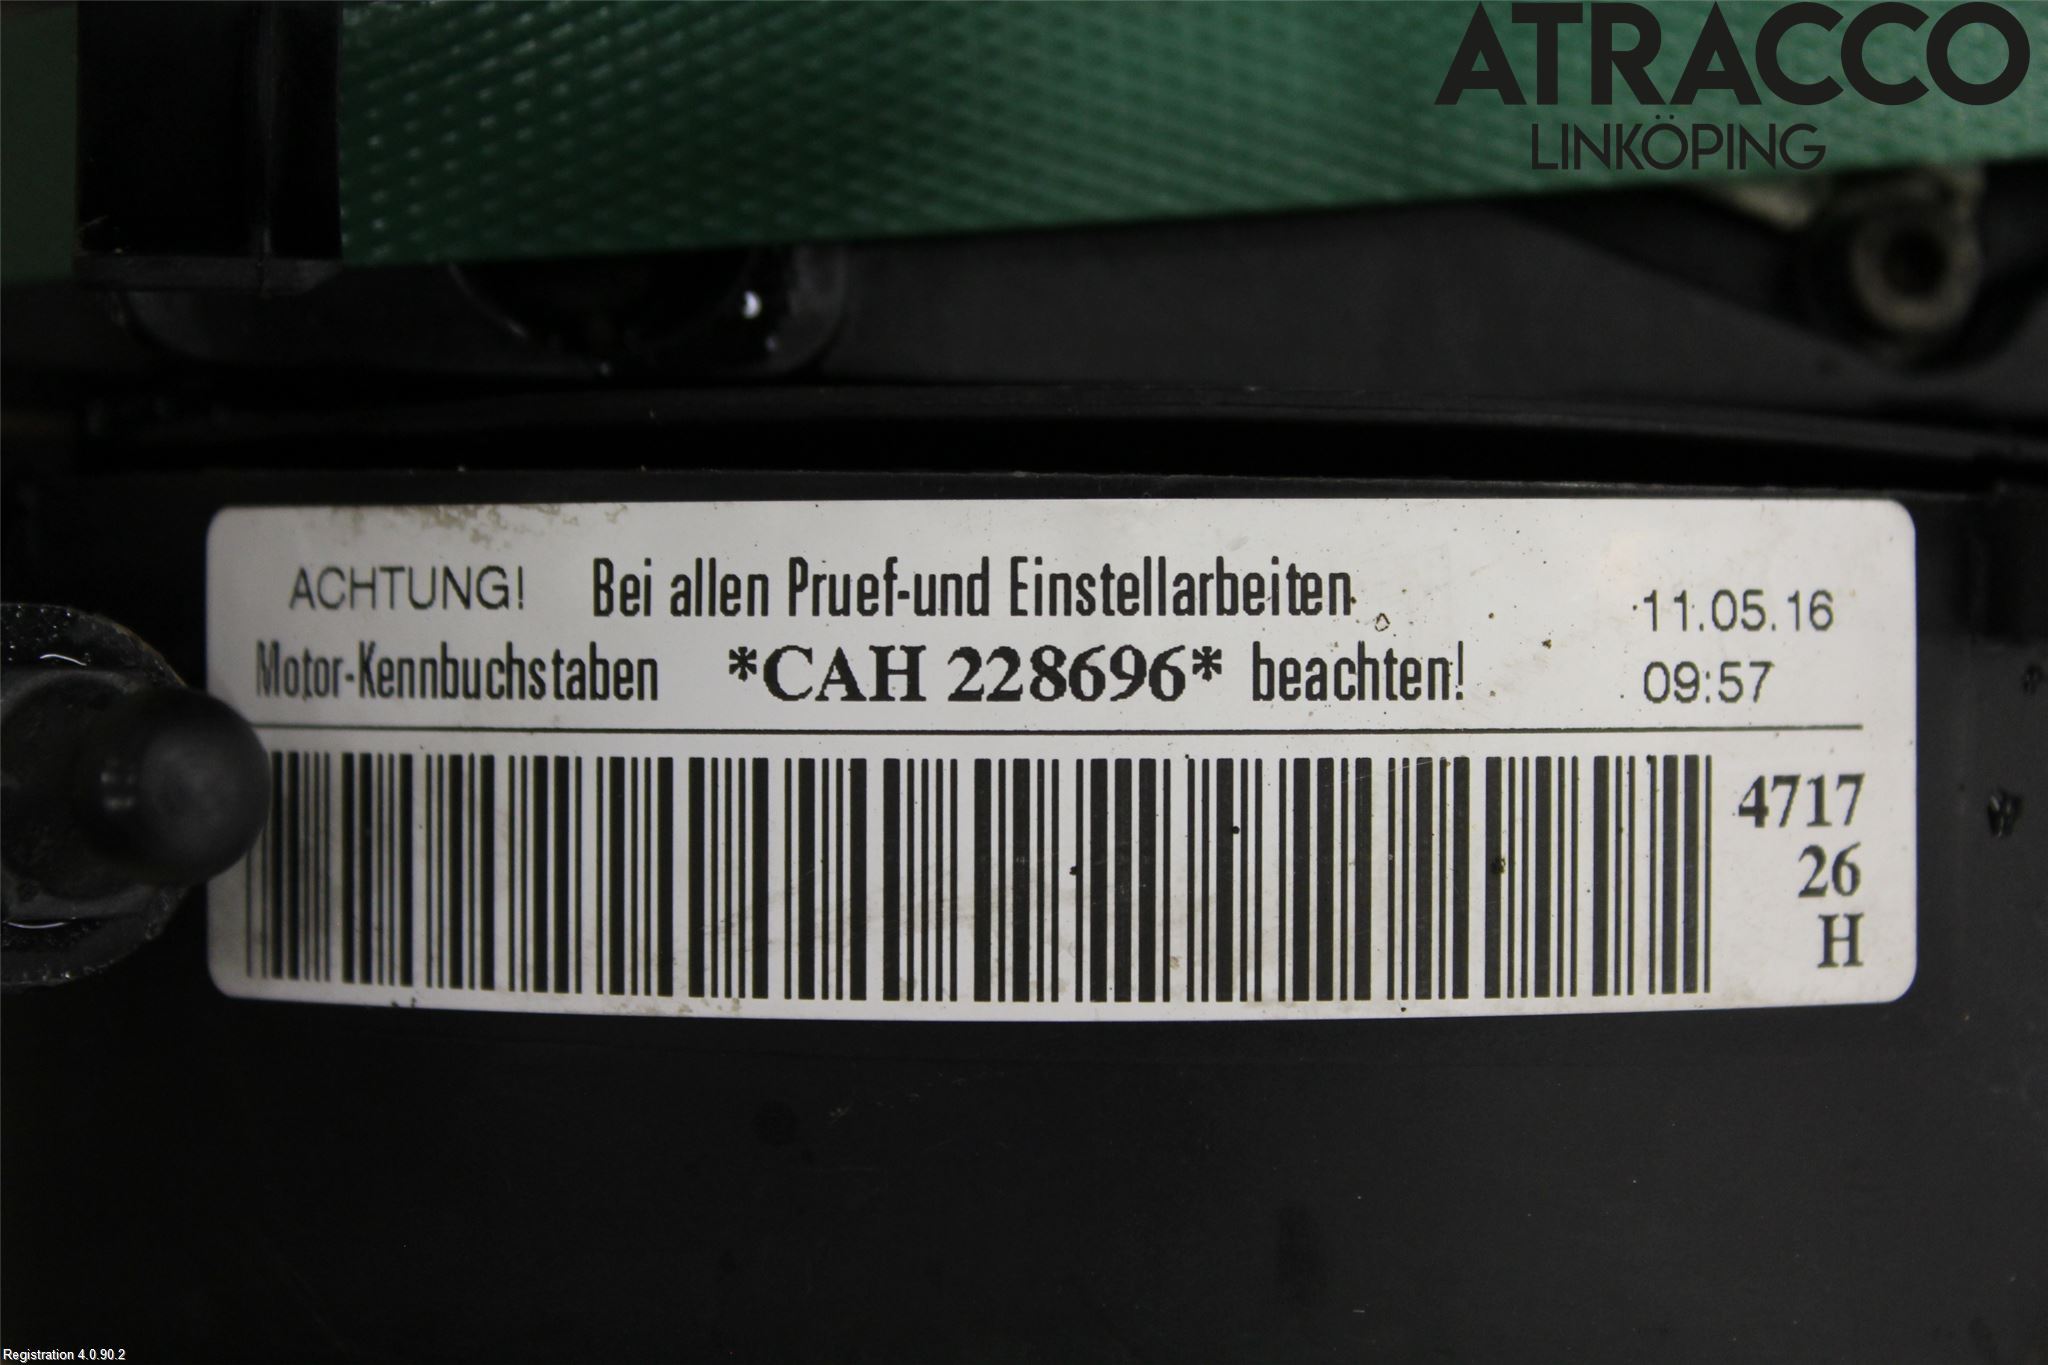 ATRACCO
LINKÖPING
ACHTUNG! Bei allen Pruef-und Einstellarbeiten 11.05.16
Motor-Kennbuchstaben *CAH 228696* beachten! 09:57
4717
26
H
Registration 4.0.90.2